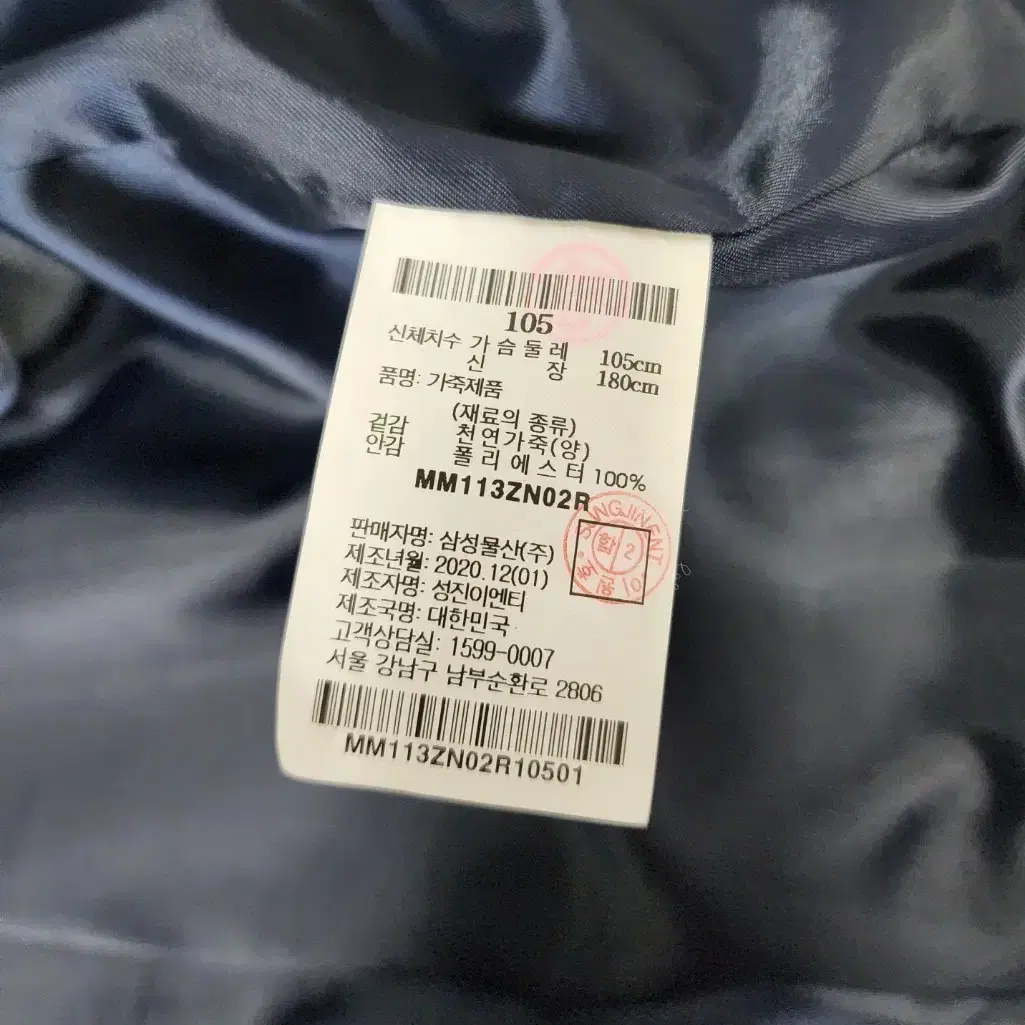 105
신체치수 가슴둘레 105cm
신 장 180cm
품명: 가죽제품
(재료의 종류)
겉감 천연가죽(양)
안감 폴리에스터 100%
MM113ZN02R
판매자명: 삼성물산(주)
제조년월: 2020.12(01)
제조자명: 성진이엔티
제조국명: 대한민국
고객상담실: 1599-0007
서울 강남구 남부순환로 2806
MM113ZN02R10501